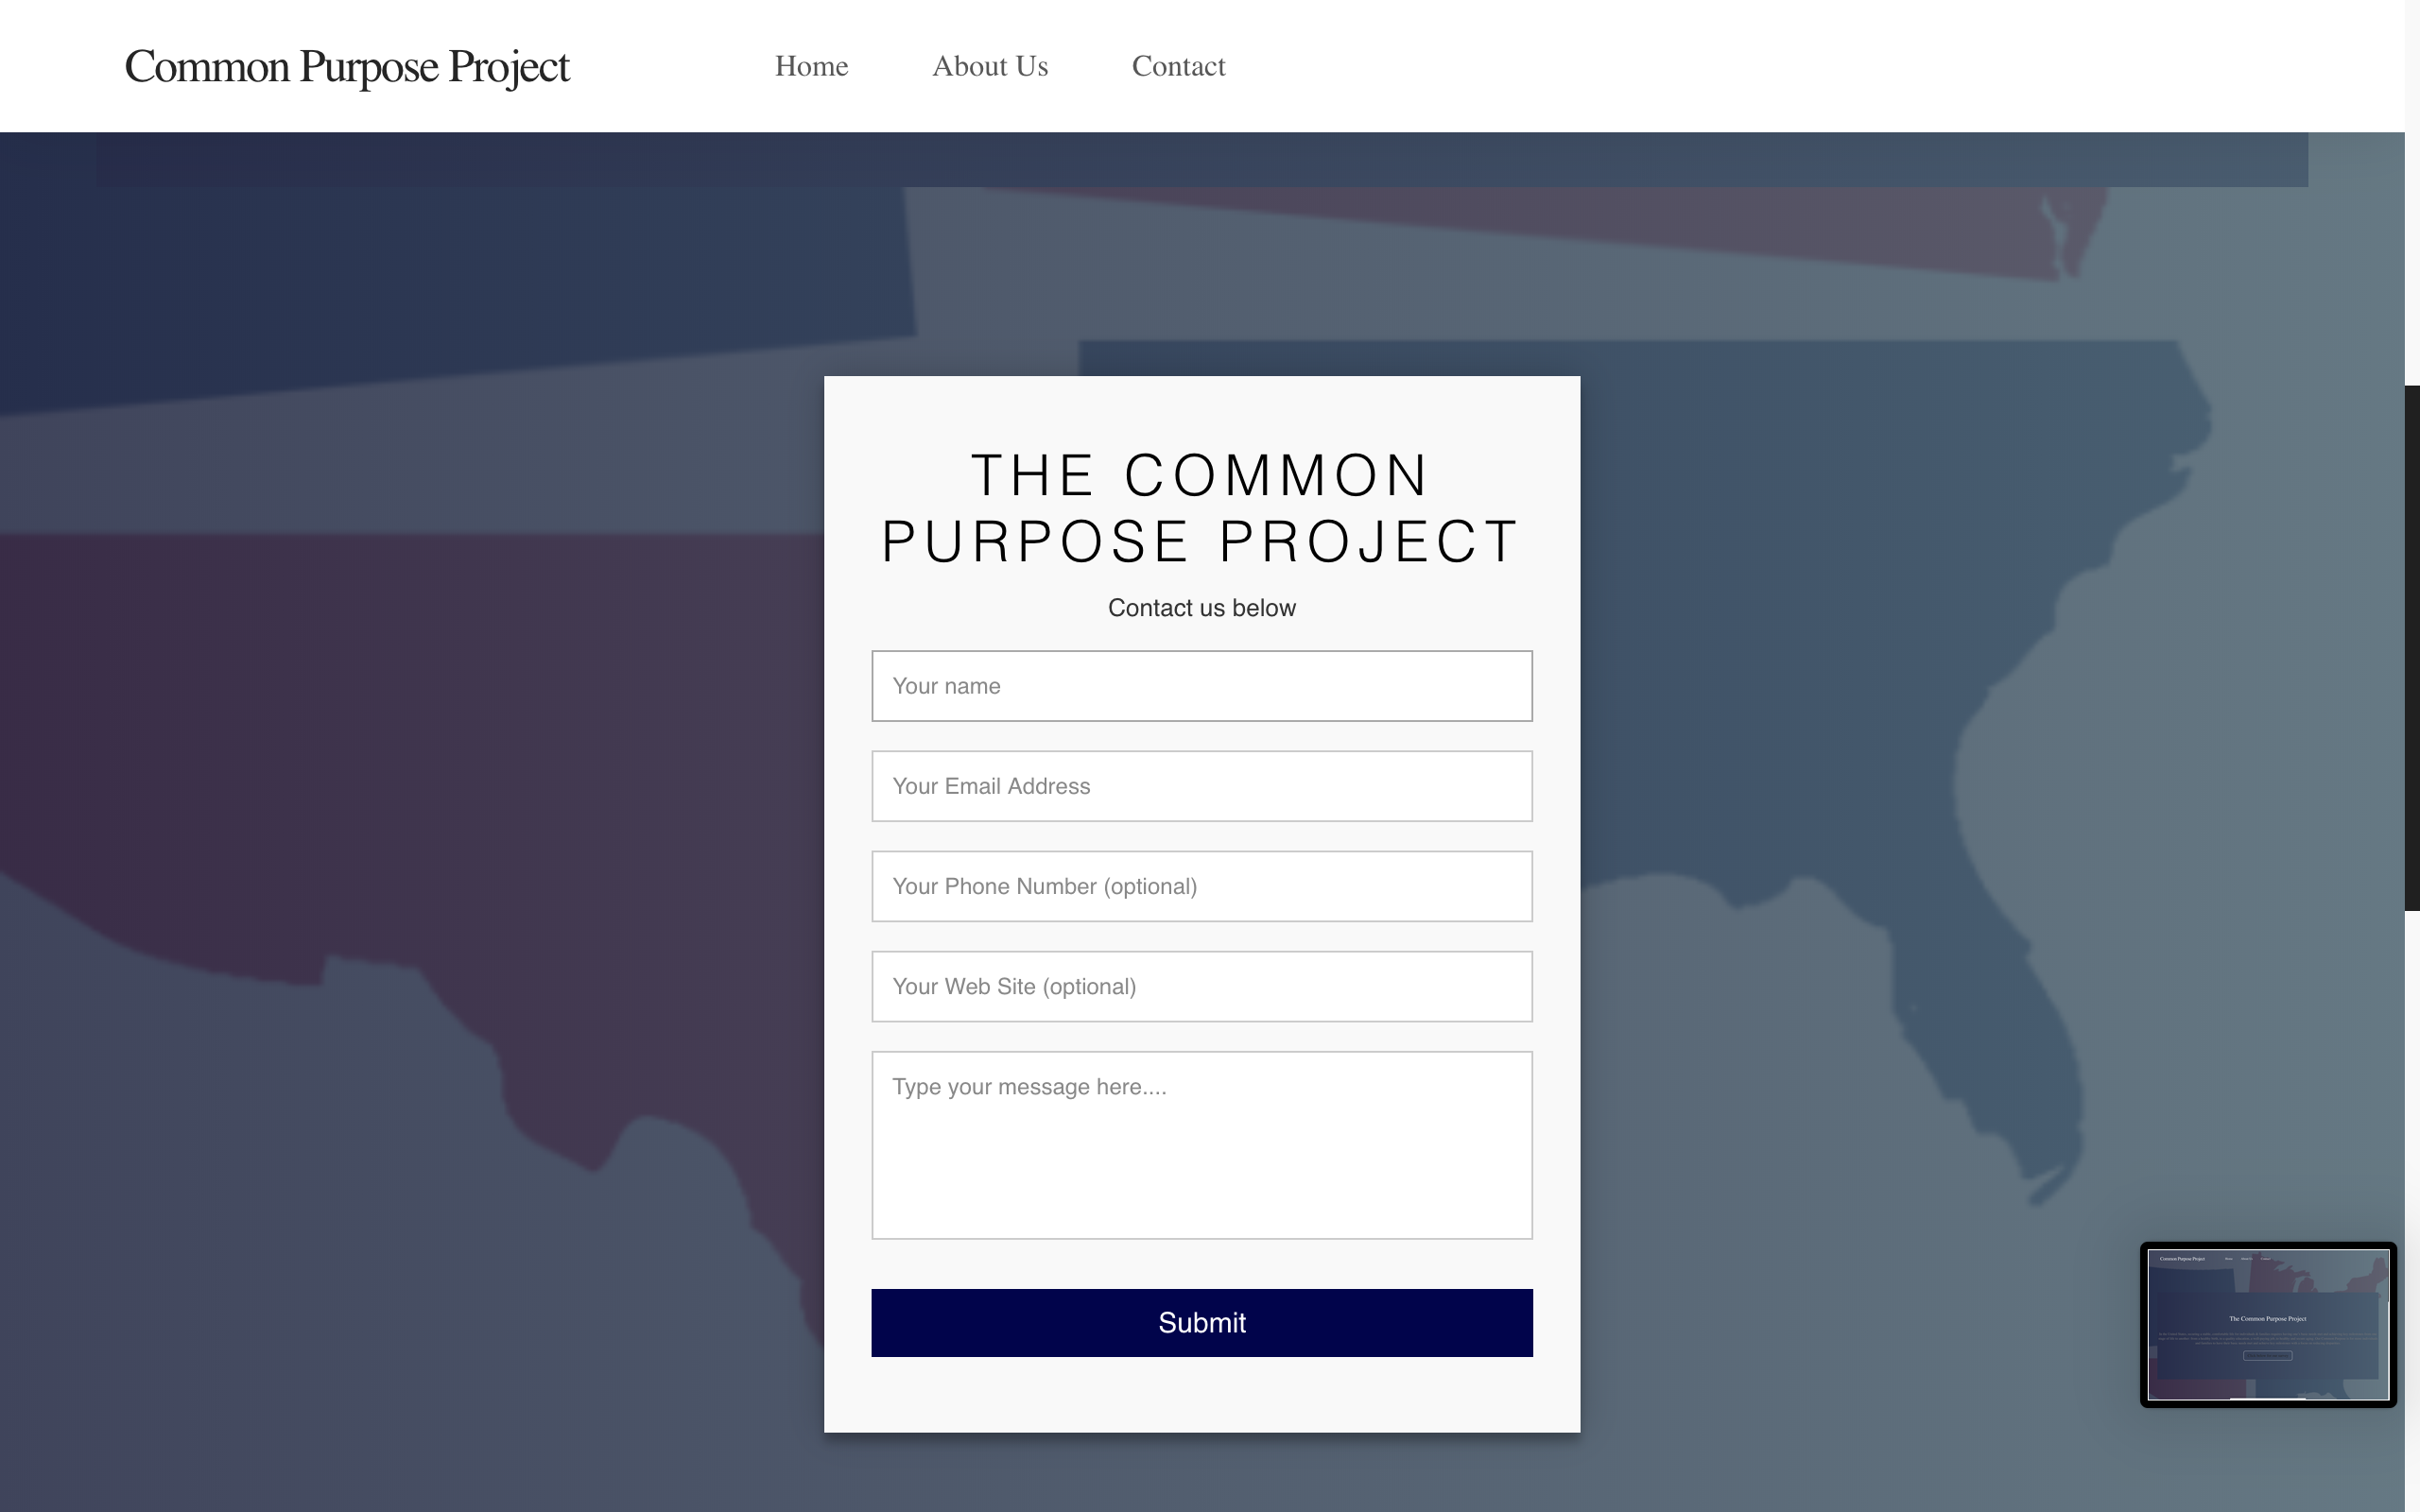 Common Purpose Project
Home About Us Contact
THE COMMON
PURPOSE PROJECT
Contact us below
Your name
Your Email Address
Your Phone Number (optional)
Your Web Site (optional)
Type your message here....
Submit
Common Purpose Project
The Common Purpose Project